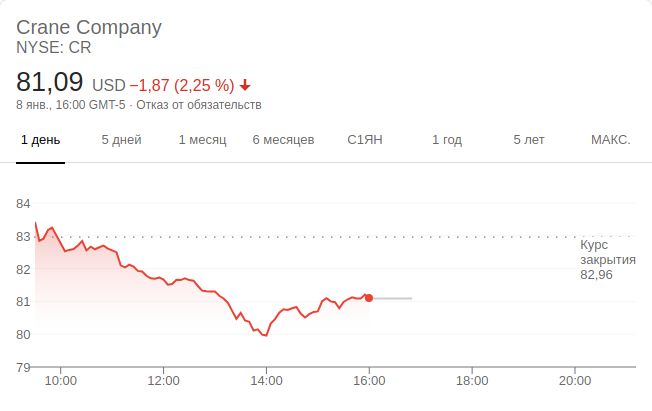 Crane Company
NYSE: CR
81,09 USD −1,87 (2,25 %)
8 янв., 16:00 GMT-5 · Отказ от обязательств
1 день 5 дней 1 месяц 6 месяцев С1ЯН 1 год 5 лет МАКС.
84
83
82
81
80
79
Курс
закрытия
82,96
10:00 12:00 14:00 16:00 18:00 20:00